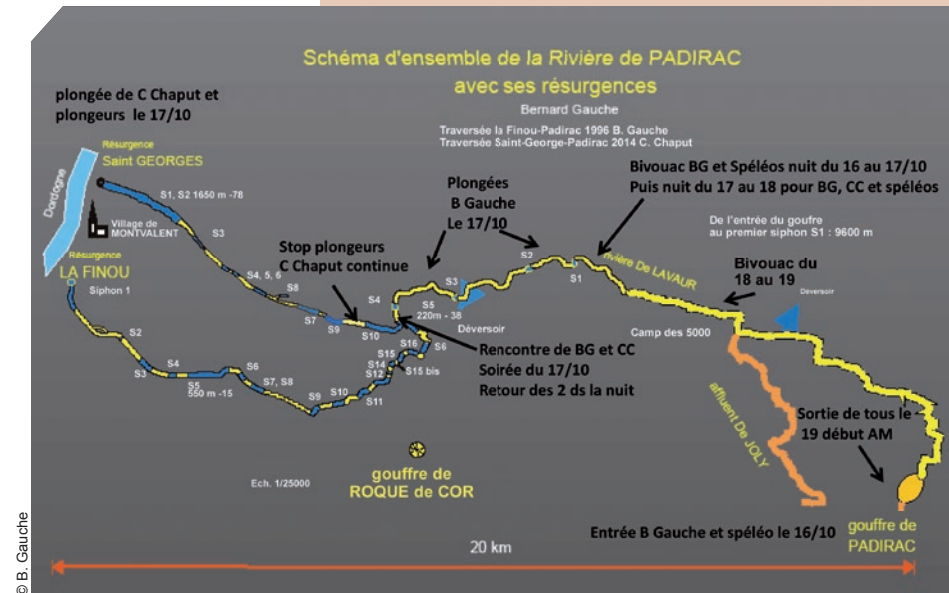 Schéma d'ensemble de la Rivière de PADIRAC
avec ses résurgences
Bernard Gauche
Traversée la Finou-Padirac 1996 B. Gauche
Traversée Saint-George-Padirac 2014 C. Chaput
plongée de C Chaput et
plongeurs le 17/10
Résurgence
Saint GEORGES
Dordogne
S1, S2 1650 m -78
Village de
MONTVALENT
Résurgence
LA FINOU
Siphon 1
S3
S4, 5, 6
S8
S7
S9
S10
Stop plongeurs
C Chaput continue
Plongées
B Gauche
Le 17/10
Bivouac BG et Spéléos nuit du 16 au 17/10
Puis nuit du 17 au 18 pour BG, CC et spéléos
De l'entrée du goufre
au premier siphon S1 : 9600 m
S2
S1
S3
Rivière De LAVAUR
Bivouac du
18 au 19
Déversoir
S4
S5
220m - 38
Déversoir
Camp des 5000
S6
S16
S15
S15 bis
S14
S12
S11
S10
S9
Rencontre de BG et CC
Soirée du 17/10
Retour des 2 ds la nuit
S2
S3
S4
S5
550 m -15
S6
S7, S8
affluent De JOLY
Sortie de tous le
19 début AM
gouffre de
ROQUE de COR
Ech. 1/25000
Entrée B Gauche et spéléo le 16/10
gouffre de
PADIRAC
20 km
© B. Gauche